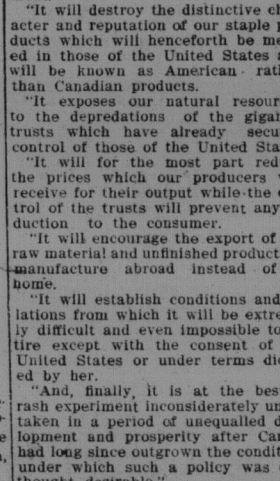 "It will destroy the distinctive ch
acter and reputation of our staple p
ducts which will henceforth be me
ed in those of the United States a
will be known as American rat
than Canadian products.
"It exposes our natural resour
to the depredations of the gigan
trusts which have already secu
control of those of the United Sta
"It will for the most part red
the prices which our producers
receive for their output while the c
trol of the trusts will prevent any
duction to the consumer.
"It will encourage the export of
raw material and unfinished product
manufacture abroad instead of
home.
"It will establish conditions and
lations from which it will be extre
ly difficult and even impossible to
tire except with the consent of
United States or under terms di
ed by her.
"And, finally, it is at the bes
rash experiment inconsiderately un
taken in a period of unequalled d
lopment and prosperity after Can
had long since outgrown the condit
under which such a policy was
thought desirable."